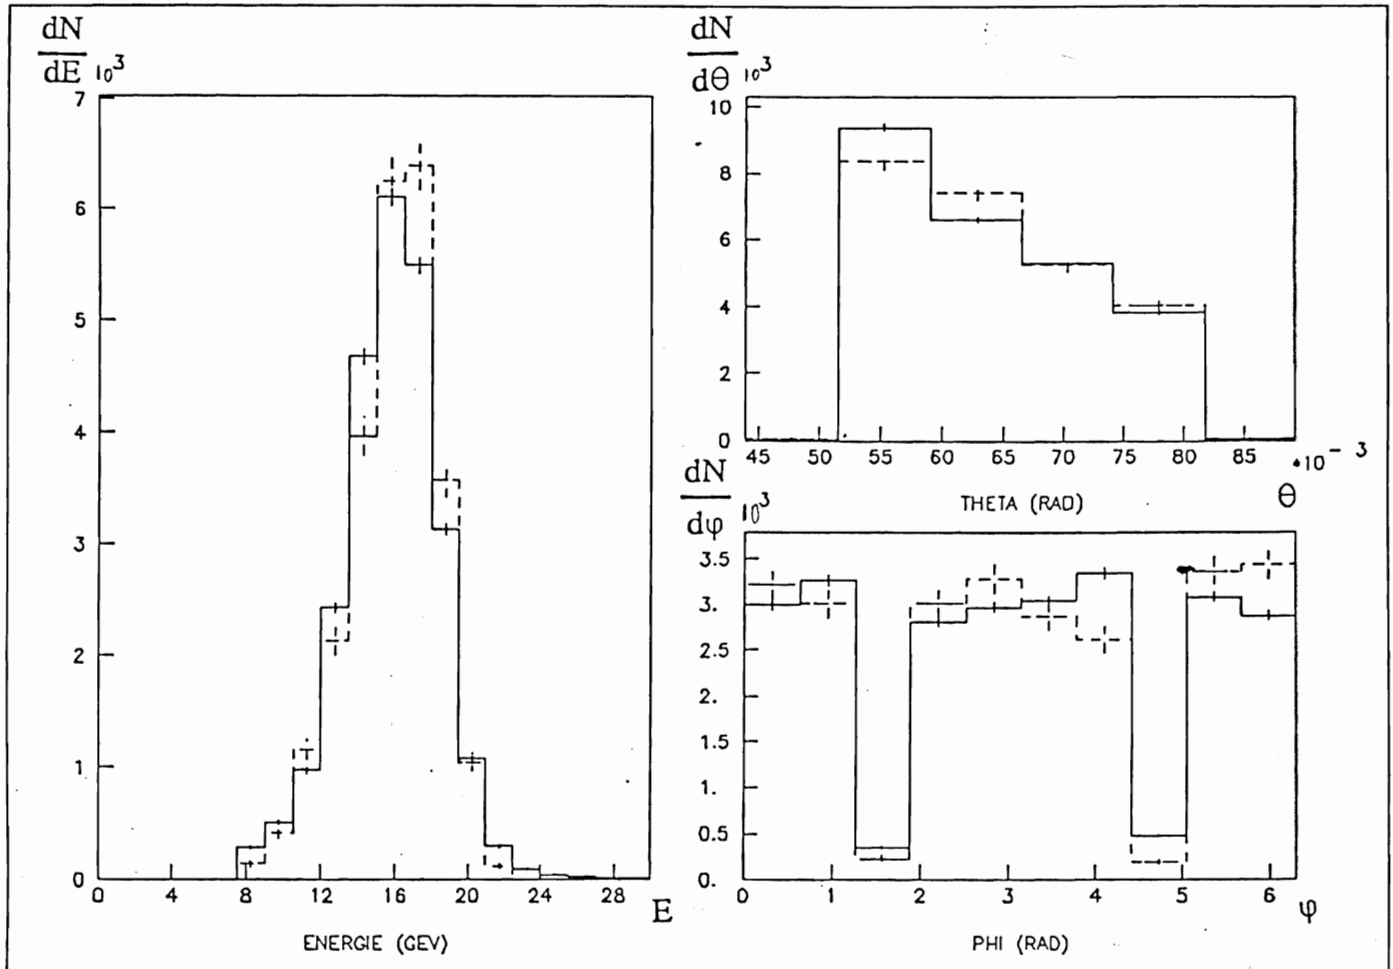 dN
dE 10³
7
6
5
4
3
2
1
0
0 4 8 12 16 20 24 28 E
ENERGIE (GEV)
dN
dθ 10³
10
8
6
4
2
0
45 50 55 60 65 70 75 80 85 •10⁻³
THETA (RAD) θ
dN
dφ 10³
3.5
3.
2.5
2.
1.5
1.
0.5
0.
0 1 2 3 4 5 6 φ
PHI (RAD)